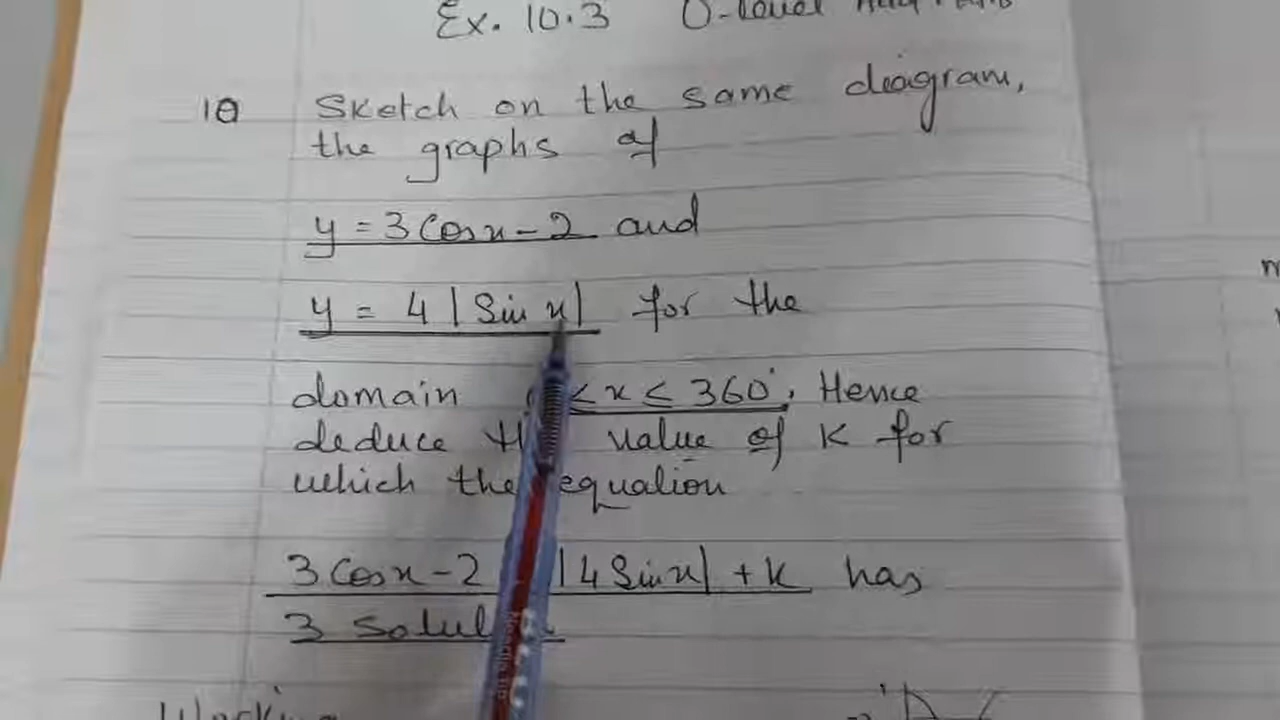 Ex. 10.3 O-level
10 Sketch on the same diagram,
the graphs of
y = 3 Cos x - 2 and
y = 4 | Sin x | for the
domain < x ≤ 360°. Hence
deduce value of K for
which the equation
3 Cos x - 2 |4 Sin x| + K has
3
Working